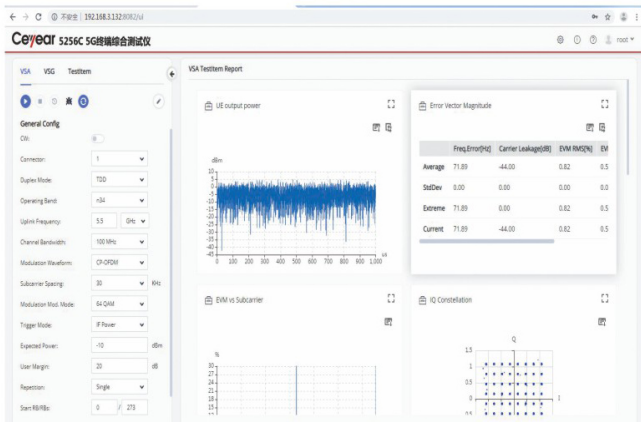 不安全 | 192.168.3.132:8082/ui
Ceyear 5256C 5G终端综合测试仪
root
VSA VSG TestItem
General Config
CW:
Connector: 1
Duplex Mode: TDD
Operating Band: n34
Uplink Frequency: 5.5 GHz
Channel Bandwidth: 100 MHz
Modulation Waveform: CP-OFDM
Subcarrier Spacing: 30 KHz
Modulation Mod. Mode: 64 QAM
Trigger Mode: IF Power
Expected Power: -10 dBm
User Margin: 20 dB
Repetition: Single
Start RB/RBs: 0 / 273
VSA TestItem Report
UE output power
dBm
10
5
0
-5
-10
-15
-20
-25
-30
-35
-40
-45
0 100 200 300 400 500 600 700 800 900 1,000
Error Vector Magnitude
Freq.Error[Hz] Carrier Leakage[dB] EVM RMS[%] EV
Average 71.89 -44.00 0.82 0.5
StdDev 0.00 0.00 0.00 0.0
Extreme 71.89 0.00 0.82 0.5
Current 71.89 -44.00 0.82 0.5
EVM vs Subcarrier
%
30
27
24
21
18
15
IQ Constellation
Q
1.5
1
0.5
0
0.5
I